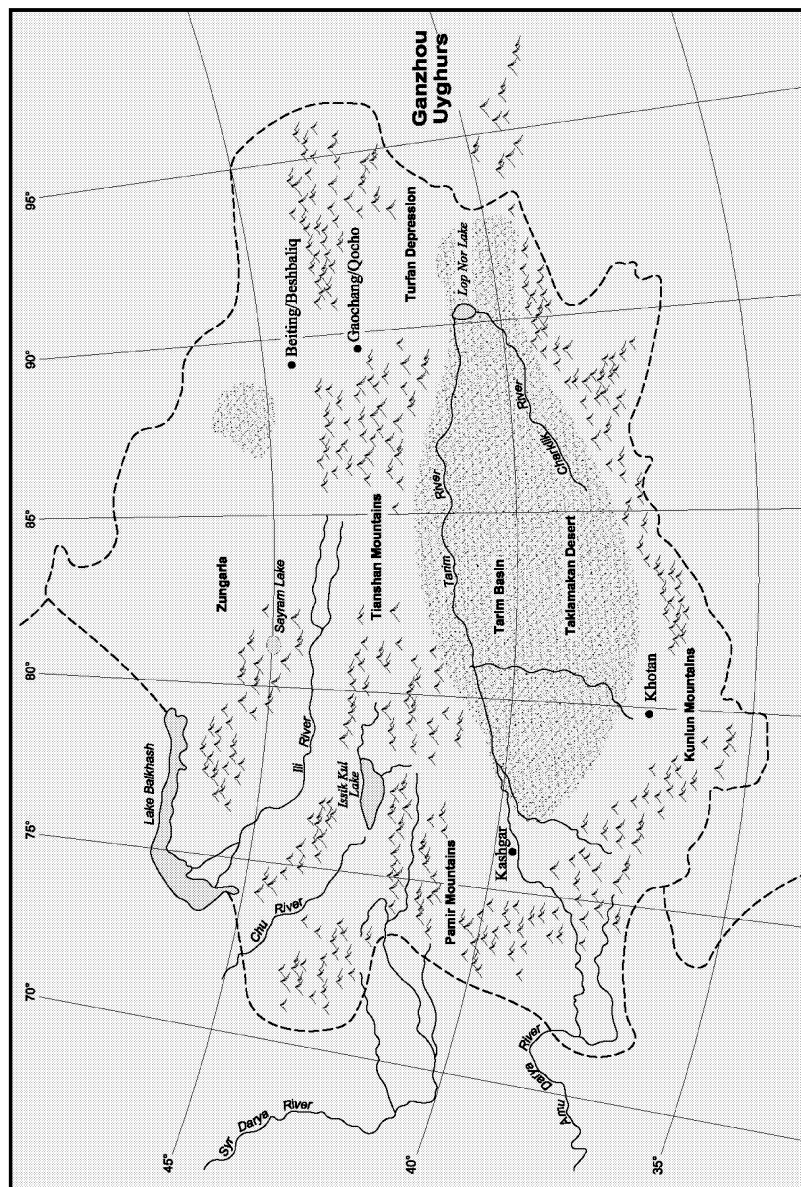 70°
75°
80°
85°
90°
95°
45°
40°
35°
Lake Balkhash
Zungaria
Sayram Lake
Ili River
Chu River
Issik Kul
Lake
Syr Darya River
Amu Darya River
Pamir Mountains
Tianshan Mountains
Beiting/Beshbaliq
Gaochang/Qocho
Turfan Depression
Ganzhou
Uyghurs
Lop Nor Lake
Tarim River
Charklik River
Tarim Basin
Taklamakan Desert
Kashgar
Khotan
Kunlun Mountains